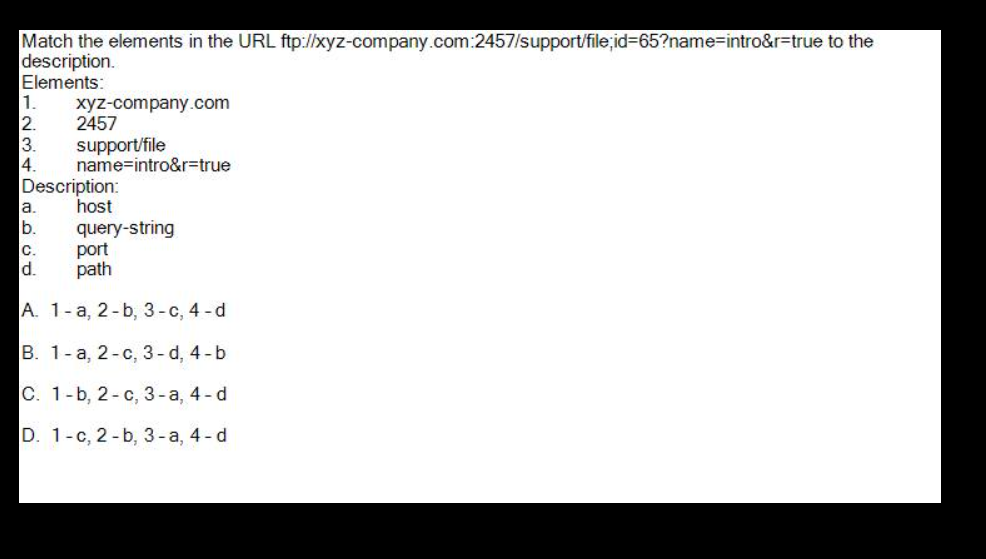 Match the elements in the URL ftp://xyz-company.com:2457/support/file;id=65?name=intro&r=true to the
description.
Elements:
1. xyz-company.com
2. 2457
3. support/file
4. name=intro&r=true
Description:
a. host
b. query-string
c. port
d. path
A. 1 - a, 2 - b, 3 - c, 4 - d
B. 1 - a, 2 - c, 3 - d, 4 - b
C. 1 - b, 2 - c, 3 - a, 4 - d
D. 1 - c, 2 - b, 3 - a, 4 - d